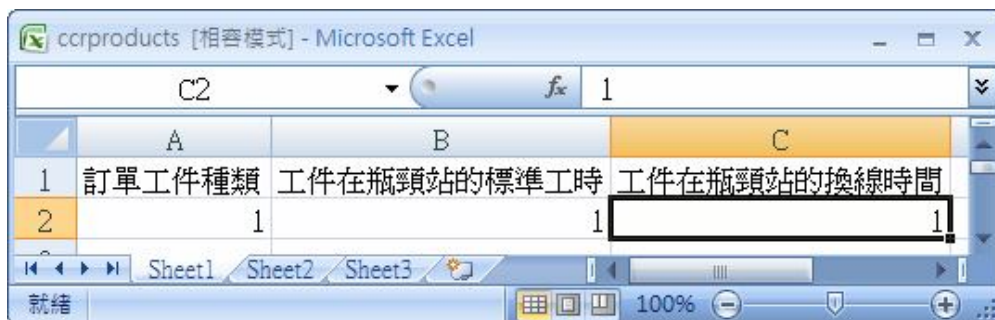 ccrproducts [相容模式] - Microsoft Excel
C2 fx 1
A B C
1 訂單工件種類 工件在瓶頸站的標準工時 工件在瓶頸站的換線時間
2 1 1 1
Sheet1 Sheet2 Sheet3
就緒 100%